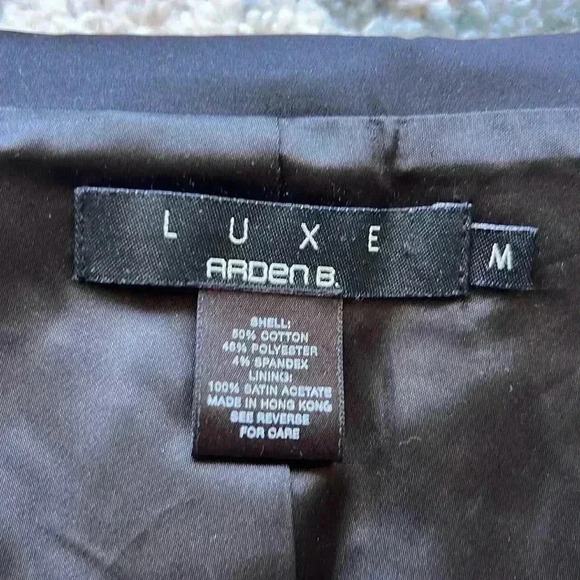 LUXE
ARDEN B.
M
SHELL:
50% COTTON
46% POLYESTER
4% SPANDEX
LINING:
100% SATIN ACETATE
MADE IN HONG KONG
SEE REVERSE
FOR CARE